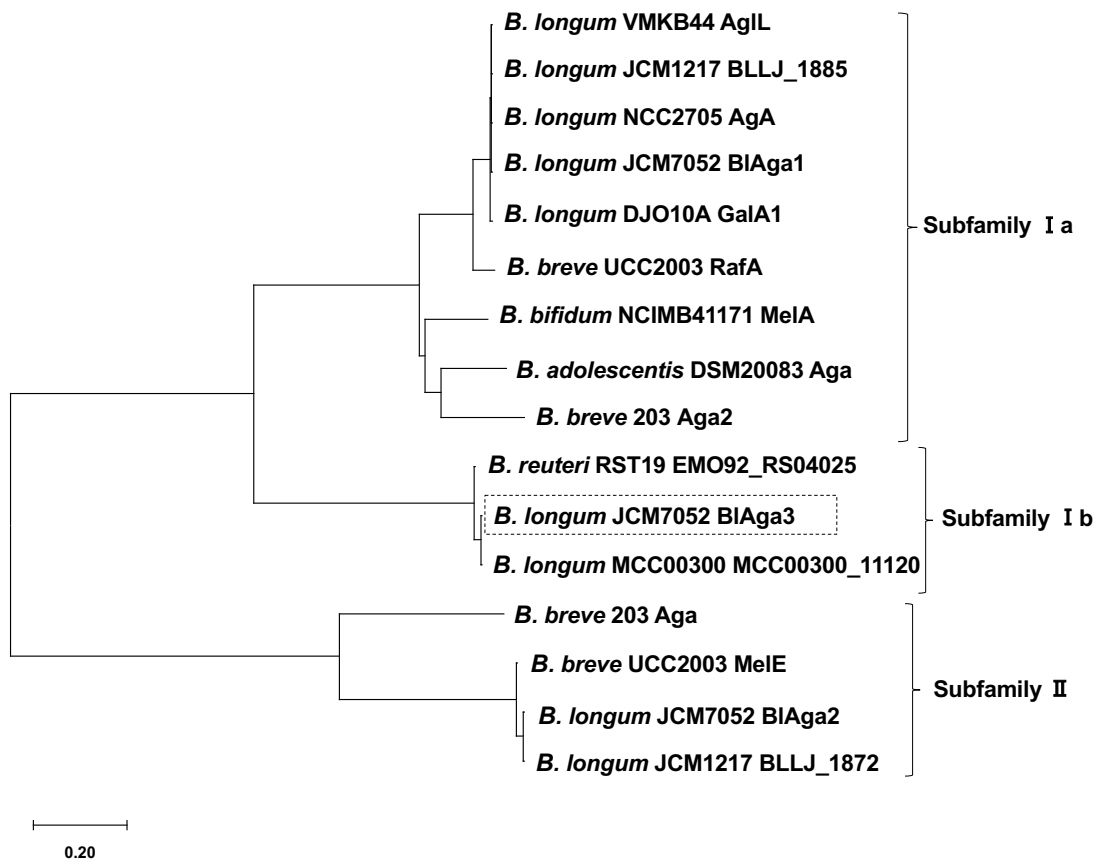 B. longum VMKB44 AglL
B. longum JCM1217 BLLJ_1885
B. longum NCC2705 AgA
B. longum JCM7052 BlAga1
B. longum DJO10A GalA1
Subfamily Ⅰa
B. breve UCC2003 RafA
B. bifidum NCIMB41171 MelA
B. adolescentis DSM20083 Aga
B. breve 203 Aga2
B. reuteri RST19 EMO92_RS04025
B. longum JCM7052 BlAga3
Subfamily Ⅰb
B. longum MCC00300 MCC00300_11120
B. breve 203 Aga
B. breve UCC2003 MelE
Subfamily Ⅱ
B. longum JCM7052 BlAga2
B. longum JCM1217 BLLJ_1872
0.20